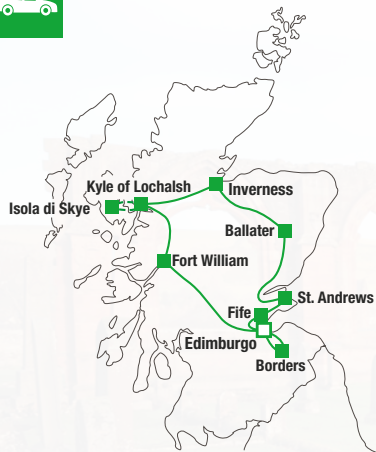 Kyle of Lochalsh
Inverness
Isola di Skye
Ballater
Fort William
St. Andrews
Fife
Edimburgo
Borders